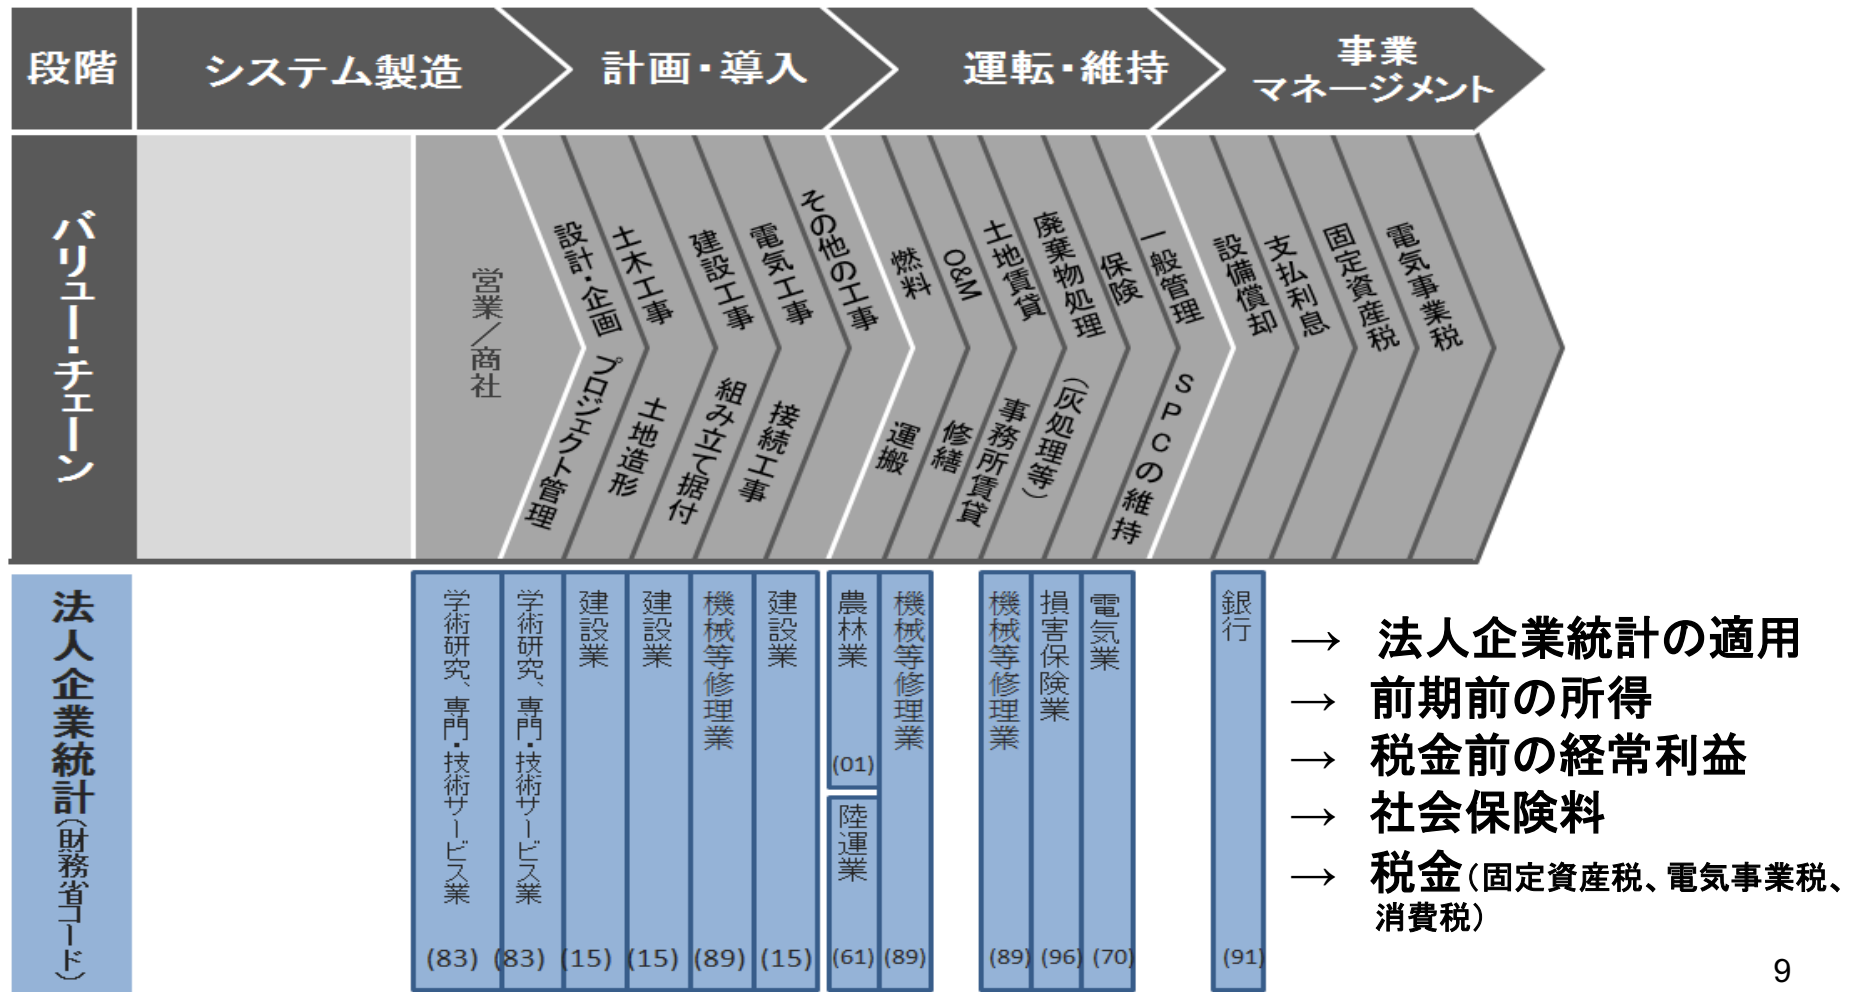 段階
システム製造
計画・導入
運転・維持
事業
マネージメント
バリュー・チェーン
営業／商社
設計・企画
プロジェクト管理
土木工事
土地造形
建設工事
組み立て据付
電気工事
接続工事
その他の工事
燃料
運搬
O&M
修繕
土地賃貸
事務所賃貸
廃棄物処理
（灰処理等）
保険
一般管理
SPCの維持
設備償却
支払利息
固定資産税
電気事業税
法人企業統計（財務省コード）
学術研究、専門・技術サービス業
(83)
学術研究、専門・技術サービス業
(83)
建設業
(15)
建設業
(15)
機械等修理業
(89)
建設業
(15)
農林業
(01)
陸運業
(61)
機械等修理業
(89)
機械等修理業
(89)
損害保険業
(96)
電気業
(70)
銀行
(91)
→ 法人企業統計の適用
→ 前期前の所得
→ 税金前の経常利益
→ 社会保険料
→ 税金（固定資産税、電気事業税、
消費税）
9